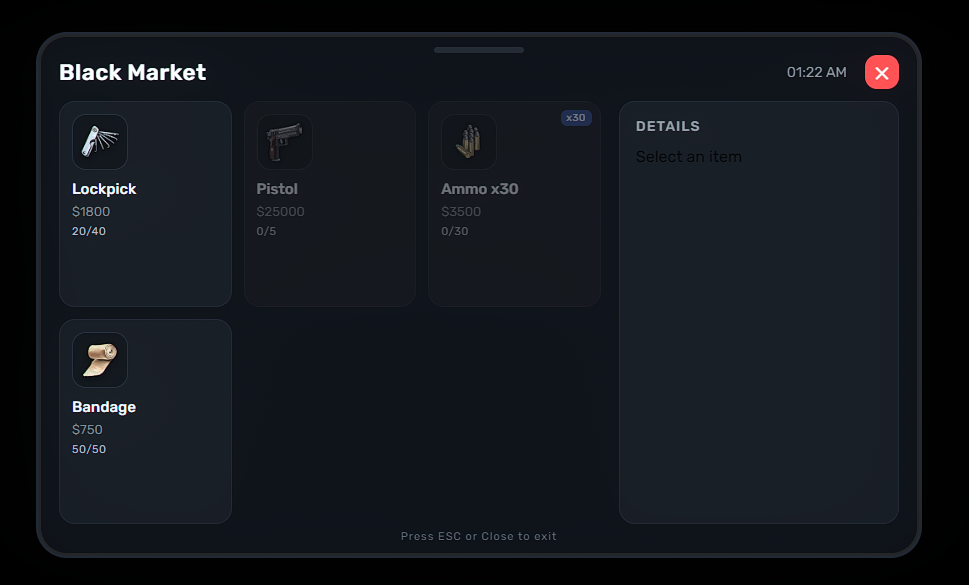 Black Market
01:22 AM
Lockpick
$1800
20/40
Pistol
$25000
0/5
x30
Ammo x30
$3500
0/30
Bandage
$750
50/50
DETAILS
Select an item
Press ESC or Close to exit